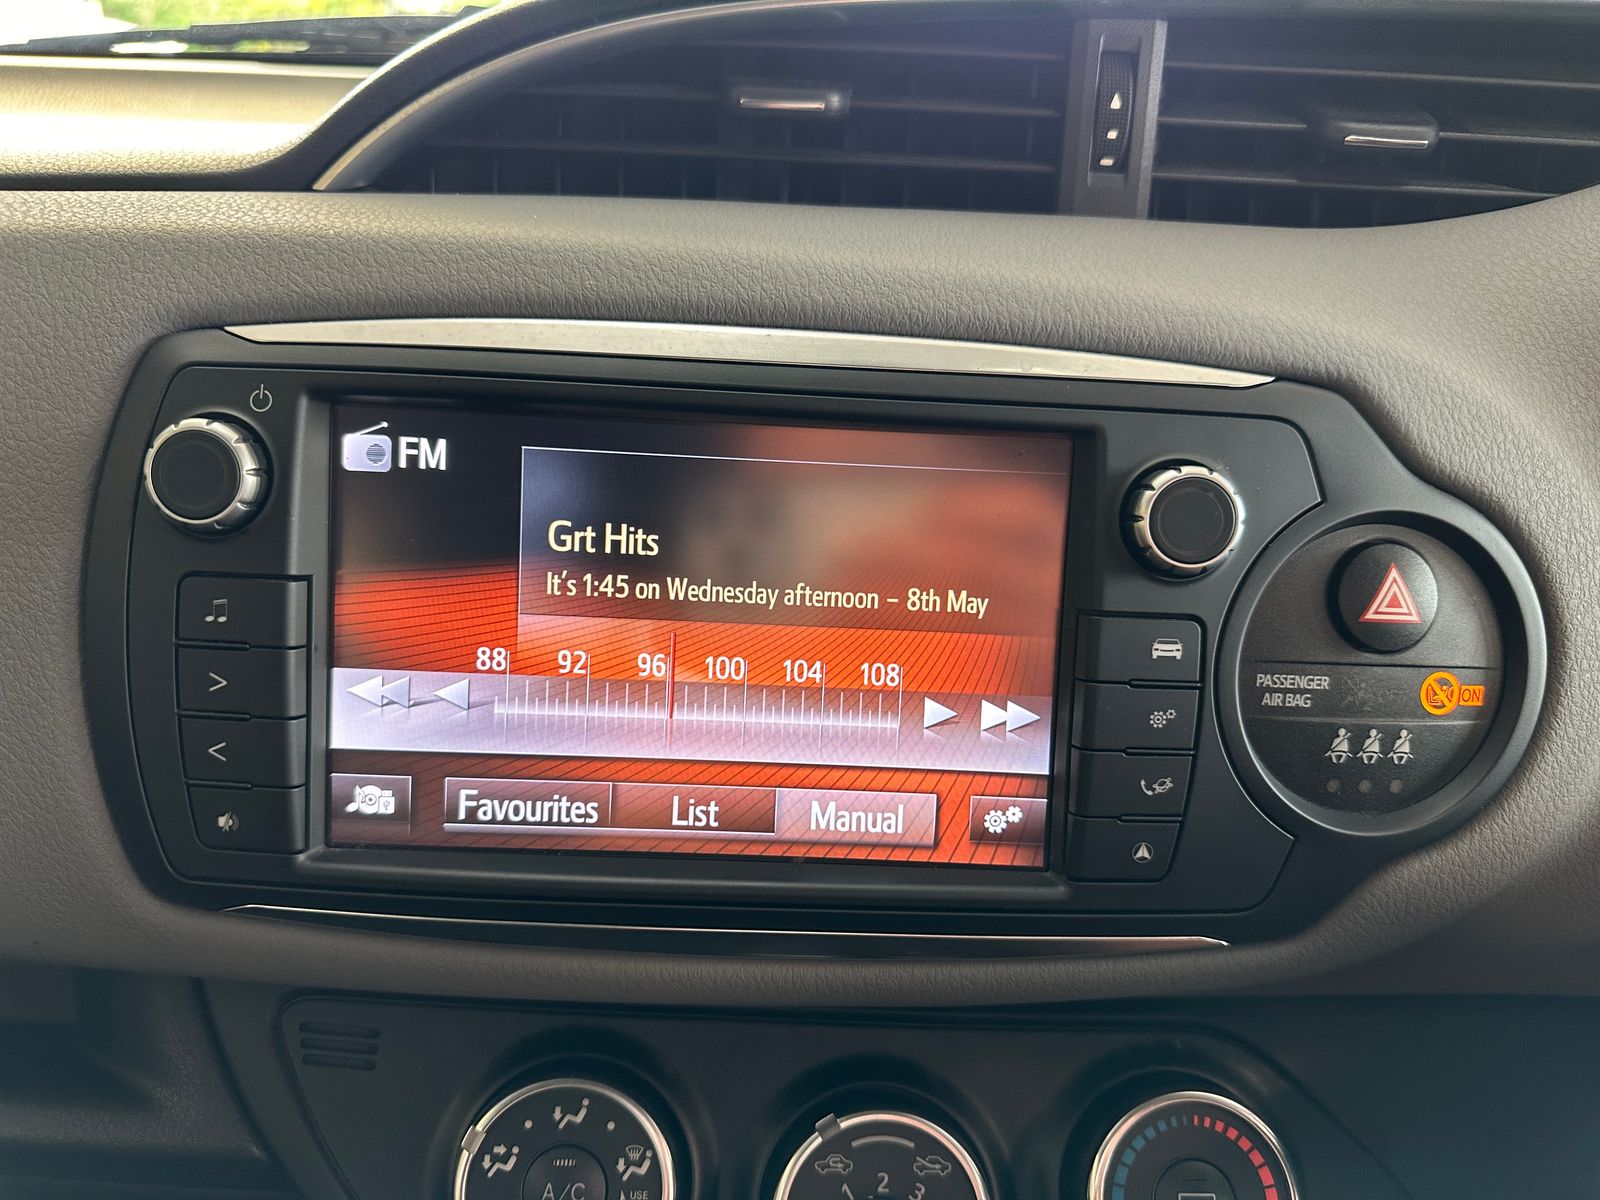 FM
Grt Hits
It's 1:45 on Wednesday afternoon – 8th May
88 92 96 100 104 108
Favourites List Manual
PASSENGER
AIR BAG
ON
A/C
USE
1 2 3